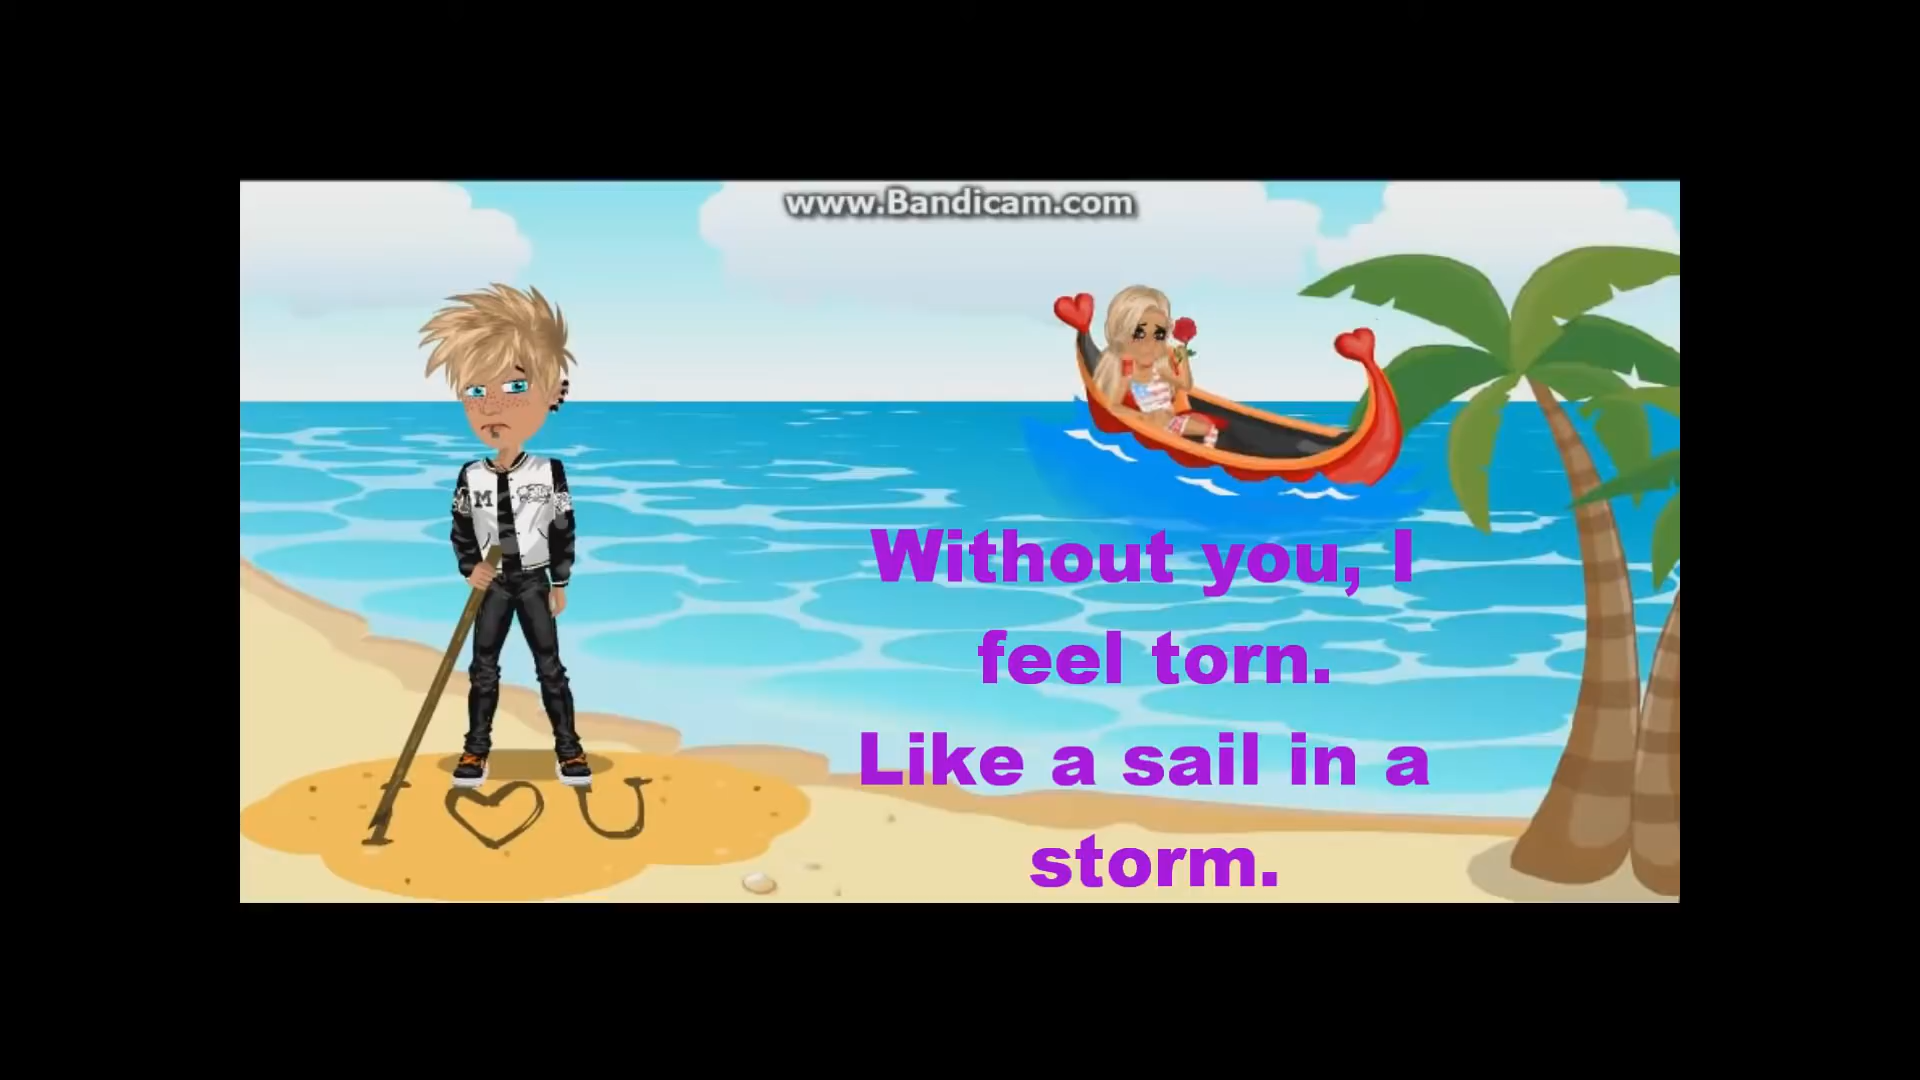 www.Bandicam.com
M
Without you, I
feel torn.
Like a sail in a
storm.
I ♡ U